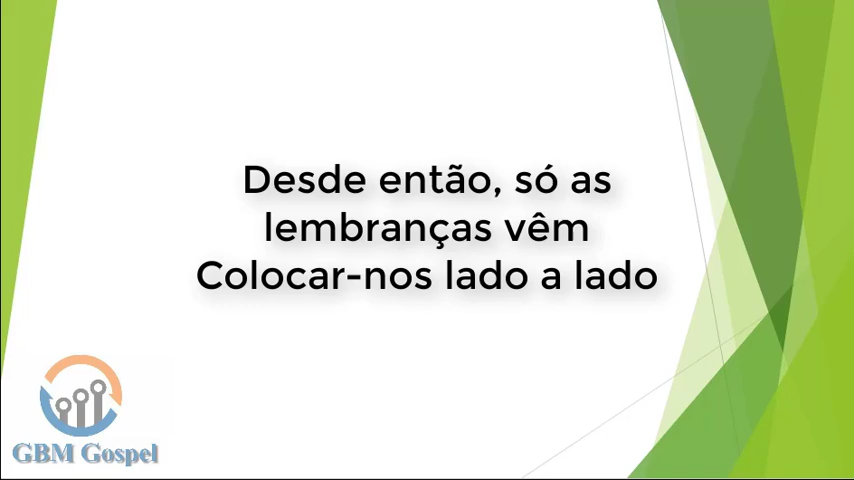 Desde então, só as
lembranças vêm
Colocar-nos lado a lado
GBM Gospel